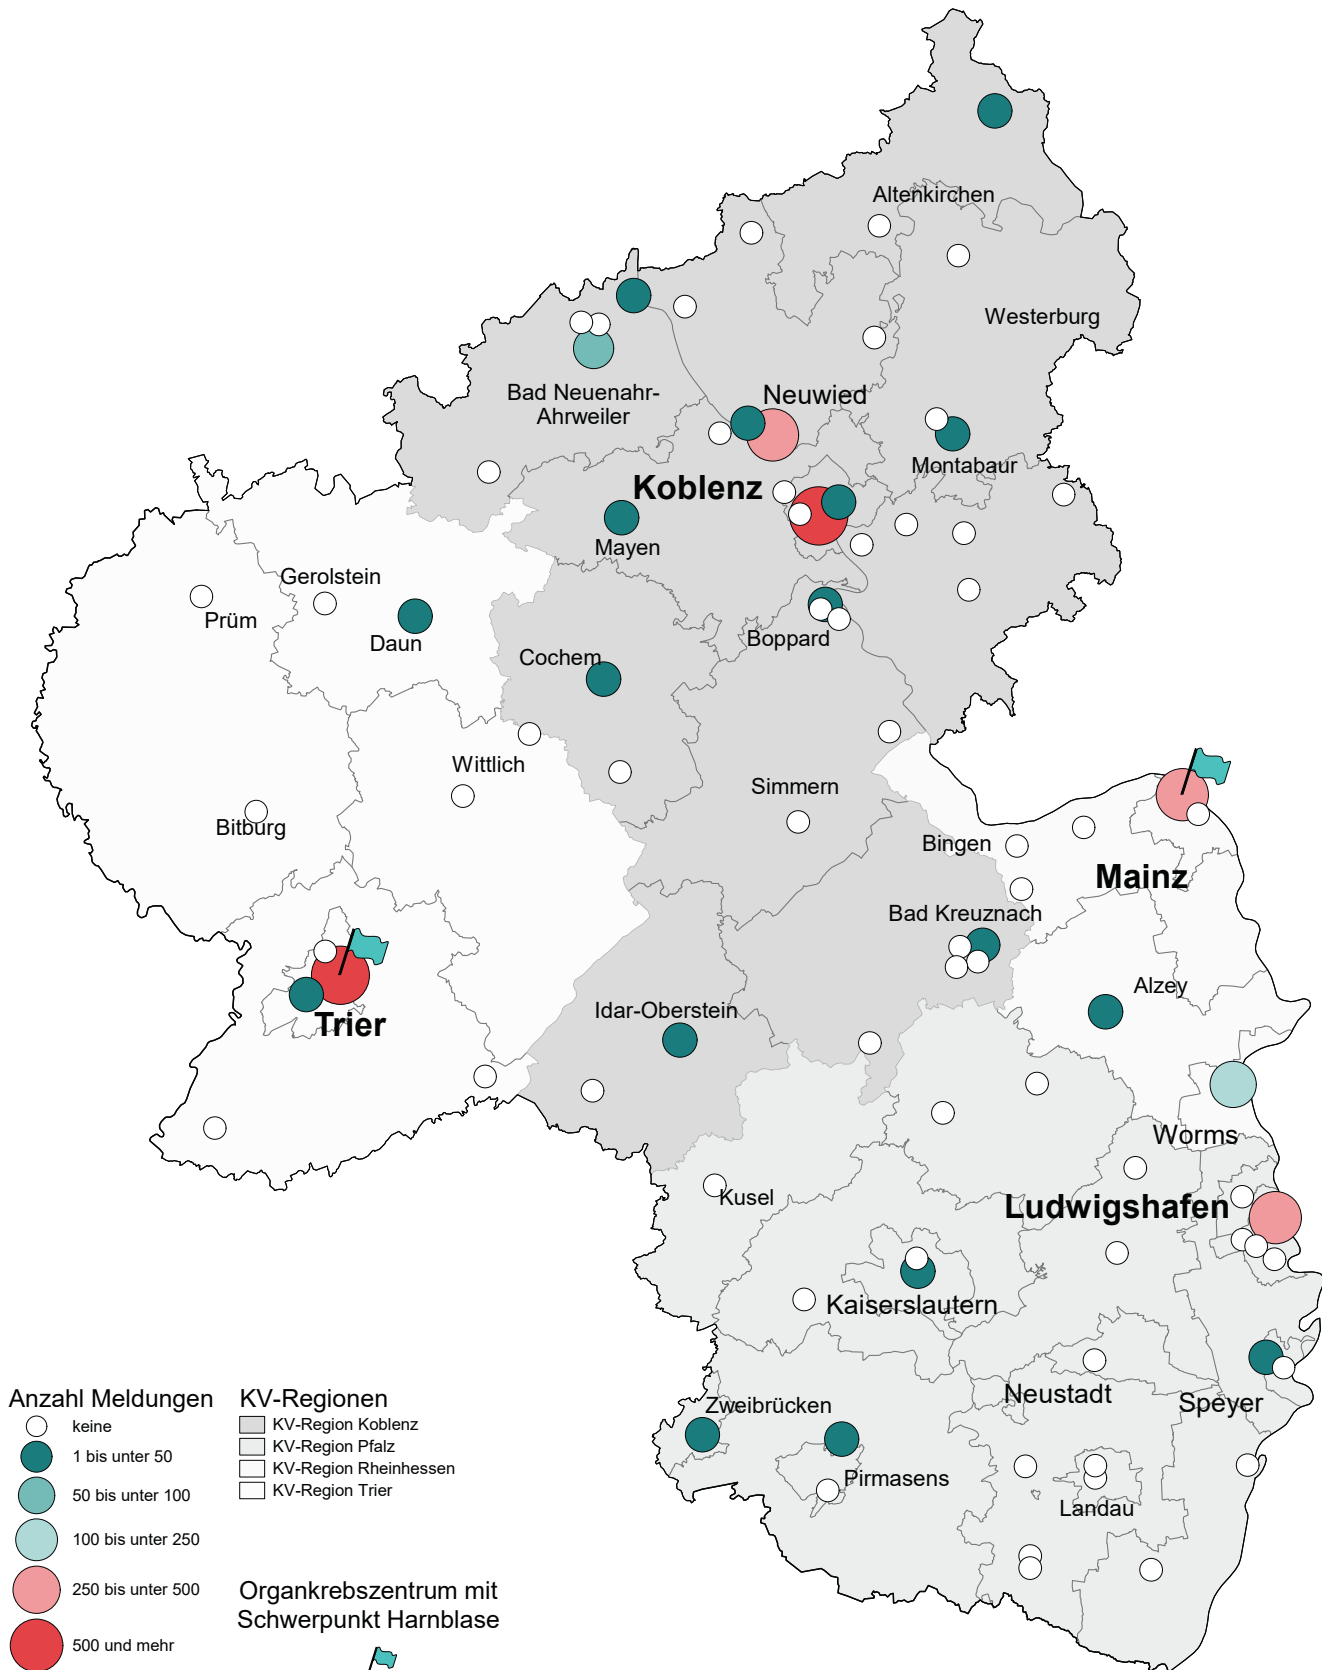 Altenkirchen
Westerburg
Bad Neuenahr-
Ahrweiler
Neuwied
Montabaur
Koblenz
Mayen
Gerolstein
Prüm
Daun
Boppard
Cochem
Wittlich
Simmern
Bitburg
Bingen
Mainz
Bad Kreuznach
Alzey
Idar-Oberstein
Trier
Worms
Kusel
Ludwigshafen
Kaiserslautern
Neustadt
Speyer
Zweibrücken
Pirmasens
Landau
Anzahl Meldungen
keine
1 bis unter 50
50 bis unter 100
100 bis unter 250
250 bis unter 500
500 und mehr
KV-Regionen
KV-Region Koblenz
KV-Region Pfalz
KV-Region Rheinhessen
KV-Region Trier
Organkrebszentrum mit
Schwerpunkt Harnblase